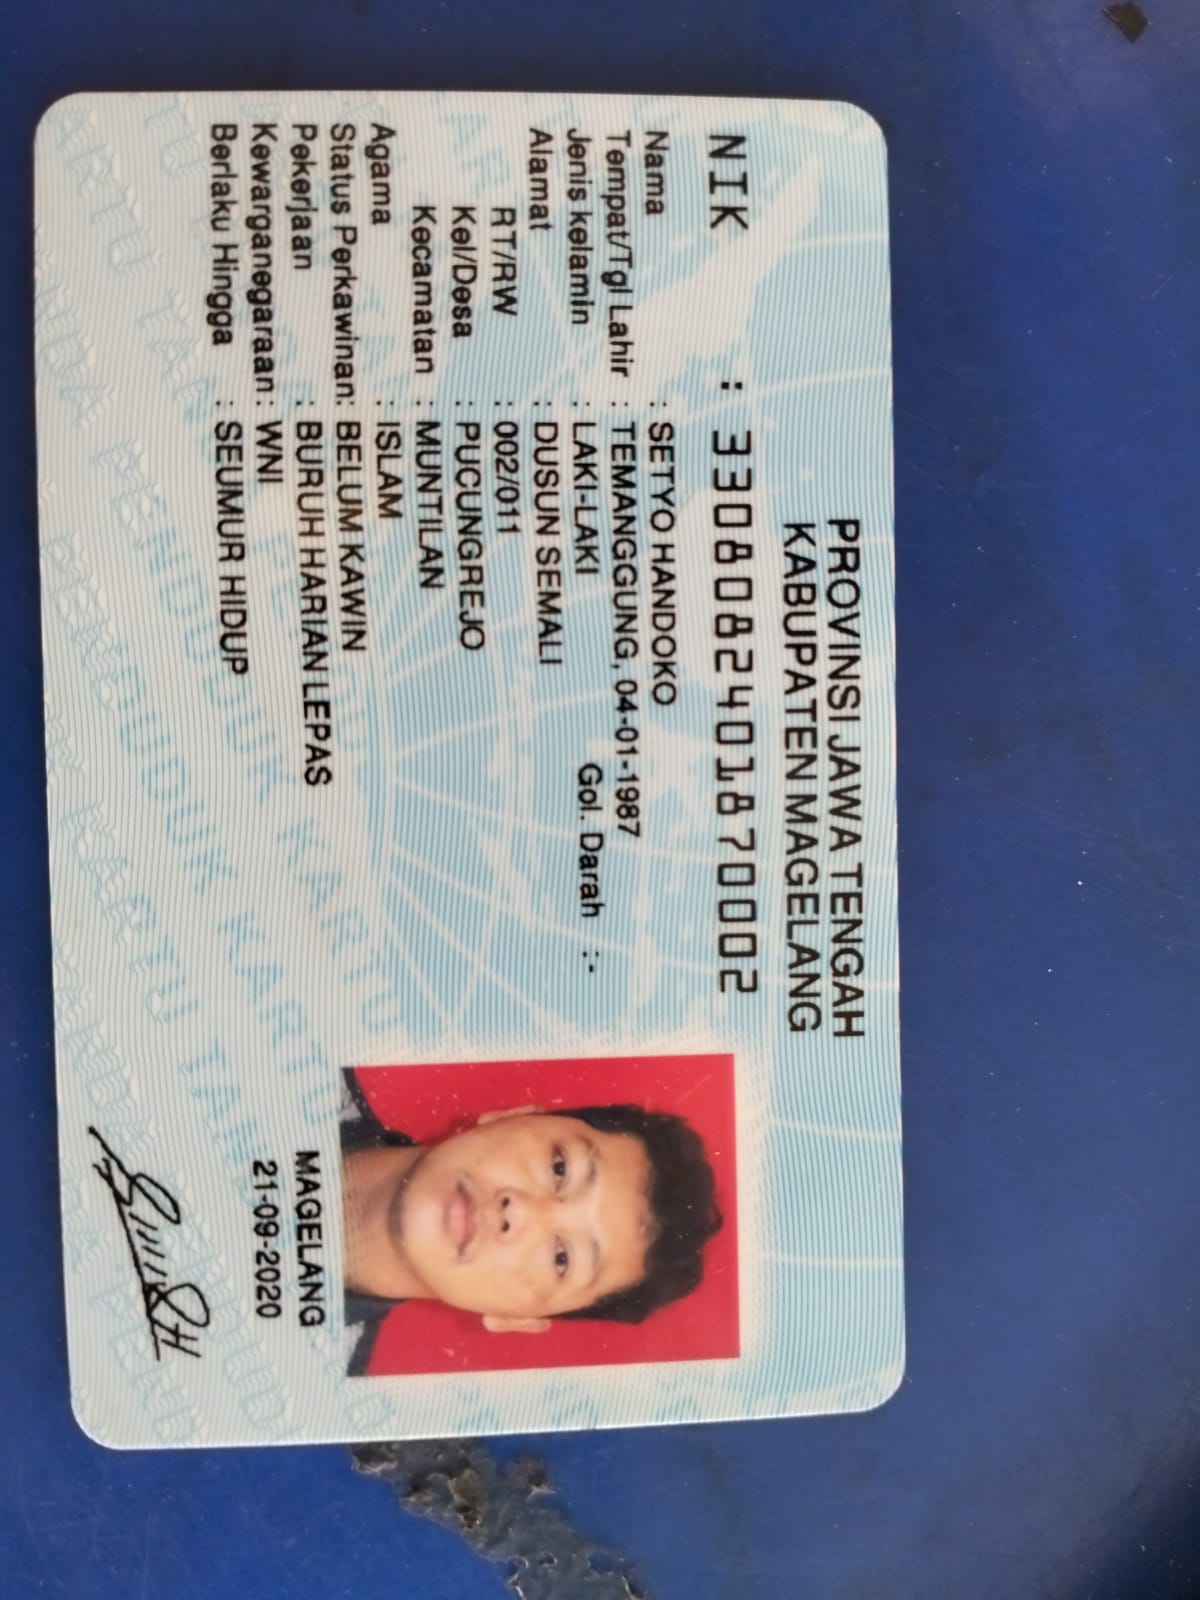 PROVINSI JAWA TENGAH
KABUPATEN MAGELANG
NIK : 3308082401870002
Nama : SETYO HANDOKO
Tempat/Tgl Lahir : TEMANGGUNG, 04-01-1987
Jenis kelamin : LAKI-LAKI Gol. Darah :-
Alamat : DUSUN SEMALI
RT/RW : 002/011
Kel/Desa : PUCUNGREJO
Kecamatan : MUNTILAN
Agama : ISLAM
Status Perkawinan: BELUM KAWIN
Pekerjaan : BURUH HARIAN LEPAS
Kewarganegaraan: WNI
Berlaku Hingga : SEUMUR HIDUP
MAGELANG
21-09-2020